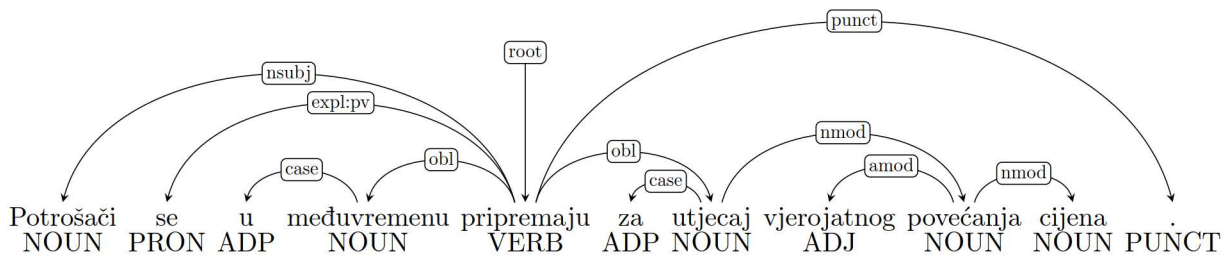 punct
root
nsubj
expl:pv
nmod
obl obl
case amod
case nmod
Potrošači se u međuvremenu pripremaju za utjecaj vjerojatnog povećanja cijena .
NOUN PRON ADP NOUN VERB ADP NOUN ADJ NOUN NOUN PUNCT